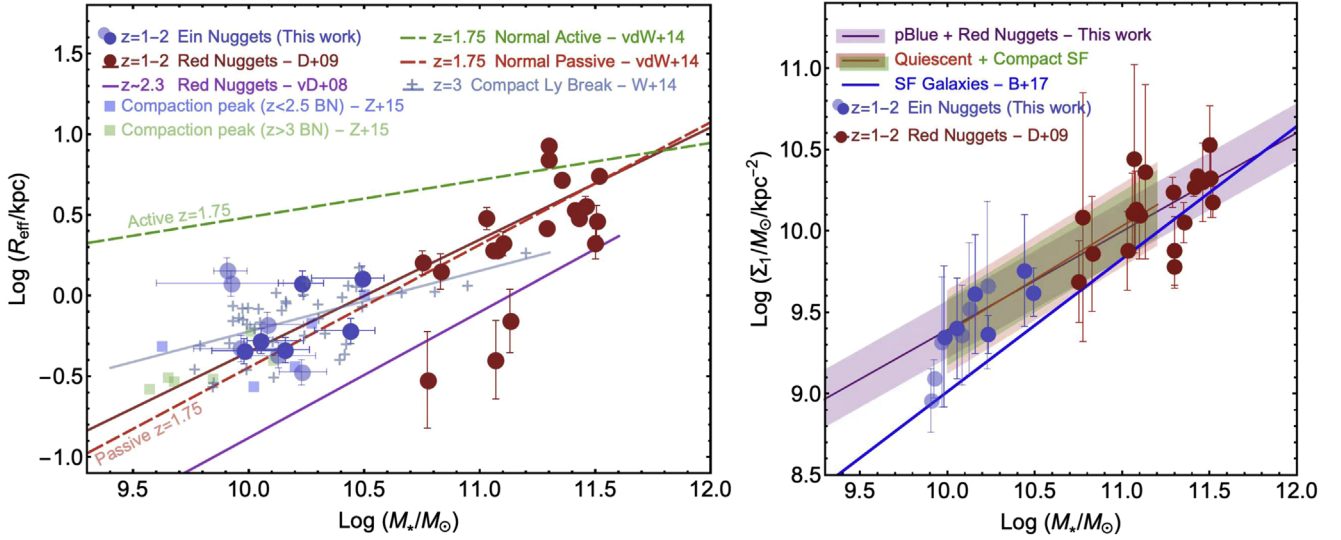 z=1−2 Ein Nuggets (This work)
z=1−2 Red Nuggets − D+09
z~2.3 Red Nuggets − vD+08
Compaction peak (z<2.5 BN) − Z+15
Compaction peak (z>3 BN) − Z+15
z=1.75 Normal Active − vdW+14
z=1.75 Normal Passive − vdW+14
z=3 Compact Ly Break − W+14
Active z=1.75
Passive z=1.75
Log (R_eff/kpc)
1.5
1.0
0.5
0.0
−0.5
−1.0
9.5 10.0 10.5 11.0 11.5 12.0
Log (M_*/M_⊙)
pBlue + Red Nuggets − This work
Quiescent + Compact SF
SF Galaxies − B+17
z=1−2 Ein Nuggets (This work)
z=1−2 Red Nuggets − D+09
Log (Σ_1/M_⊙/kpc^−2)
11.0
10.5
10.0
9.5
9.0
8.5
9.5 10.0 10.5 11.0 11.5 12.0
Log (M_*/M_⊙)